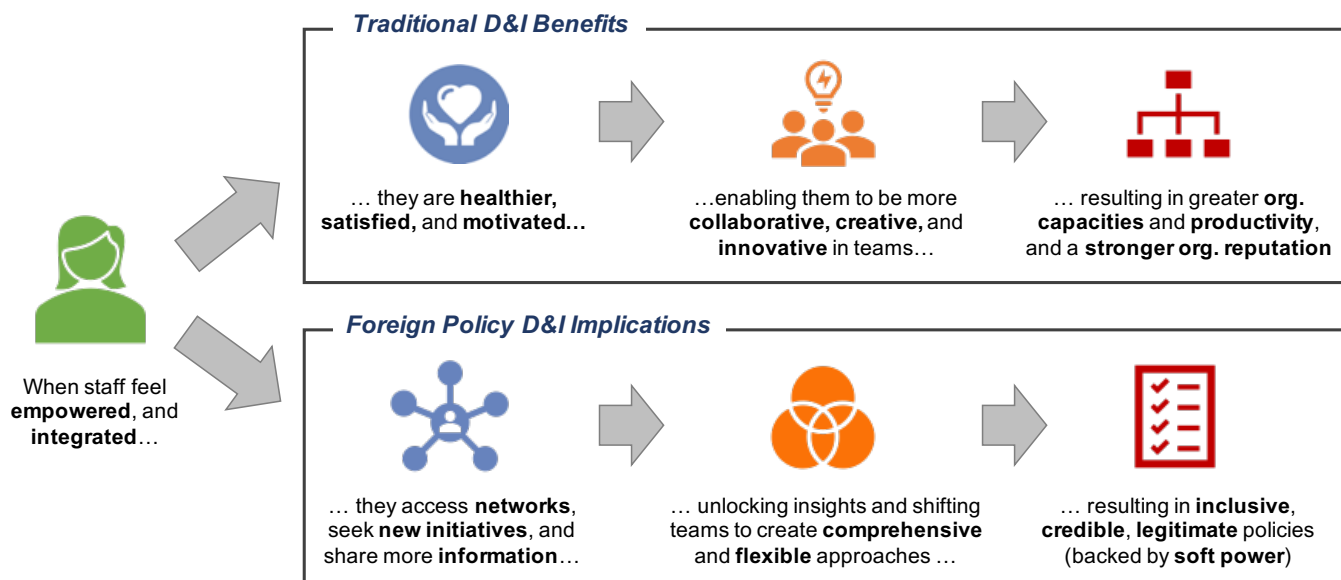 Traditional D&I Benefits
… they are healthier,
satisfied, and motivated…
…enabling them to be more
collaborative, creative, and
innovative in teams…
… resulting in greater org.
capacities and productivity,
and a stronger org. reputation
When staff feel
empowered, and
integrated…
Foreign Policy D&I Implications
… they access networks,
seek new initiatives, and
share more information…
… unlocking insights and shifting
teams to create comprehensive
and flexible approaches …
… resulting in inclusive,
credible, legitimate policies
(backed by soft power)